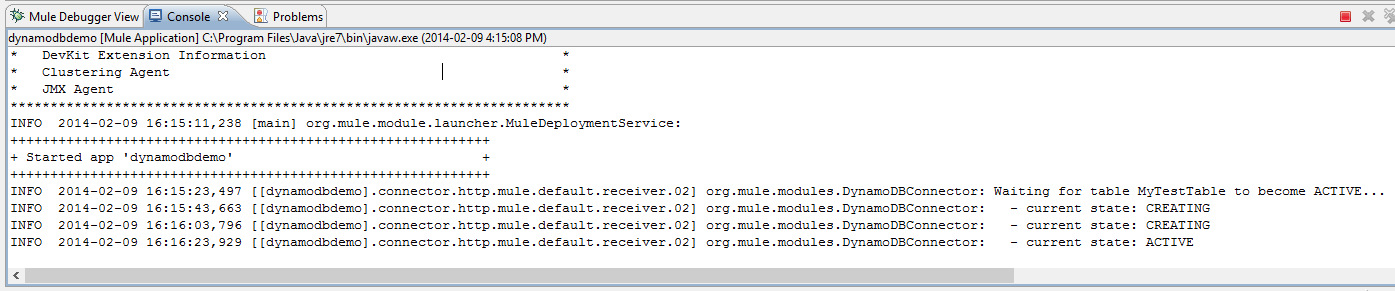 Mule Debugger View Console Problems
dynamodbdemo [Mule Application] C:\Program Files\Java\jre7\bin\javaw.exe (2014-02-09 4:15:08 PM)
*   DevKit Extension Information                                     *
*   Clustering Agent                                                 *
*   JMX Agent                                                        *
**********************************************************************
INFO  2014-02-09 16:15:11,238 [main] org.mule.module.launcher.MuleDeploymentService:
++++++++++++++++++++++++++++++++++++++++++++++++++++++++++++
+ Started app 'dynamodbdemo'                               +
++++++++++++++++++++++++++++++++++++++++++++++++++++++++++++
INFO  2014-02-09 16:15:23,497 [[dynamodbdemo].connector.http.mule.default.receiver.02] org.mule.modules.DynamoDBConnector: Waiting for table MyTestTable to become ACTIVE...
INFO  2014-02-09 16:15:43,663 [[dynamodbdemo].connector.http.mule.default.receiver.02] org.mule.modules.DynamoDBConnector:   - current state: CREATING
INFO  2014-02-09 16:16:03,796 [[dynamodbdemo].connector.http.mule.default.receiver.02] org.mule.modules.DynamoDBConnector:   - current state: CREATING
INFO  2014-02-09 16:16:23,929 [[dynamodbdemo].connector.http.mule.default.receiver.02] org.mule.modules.DynamoDBConnector:   - current state: ACTIVE